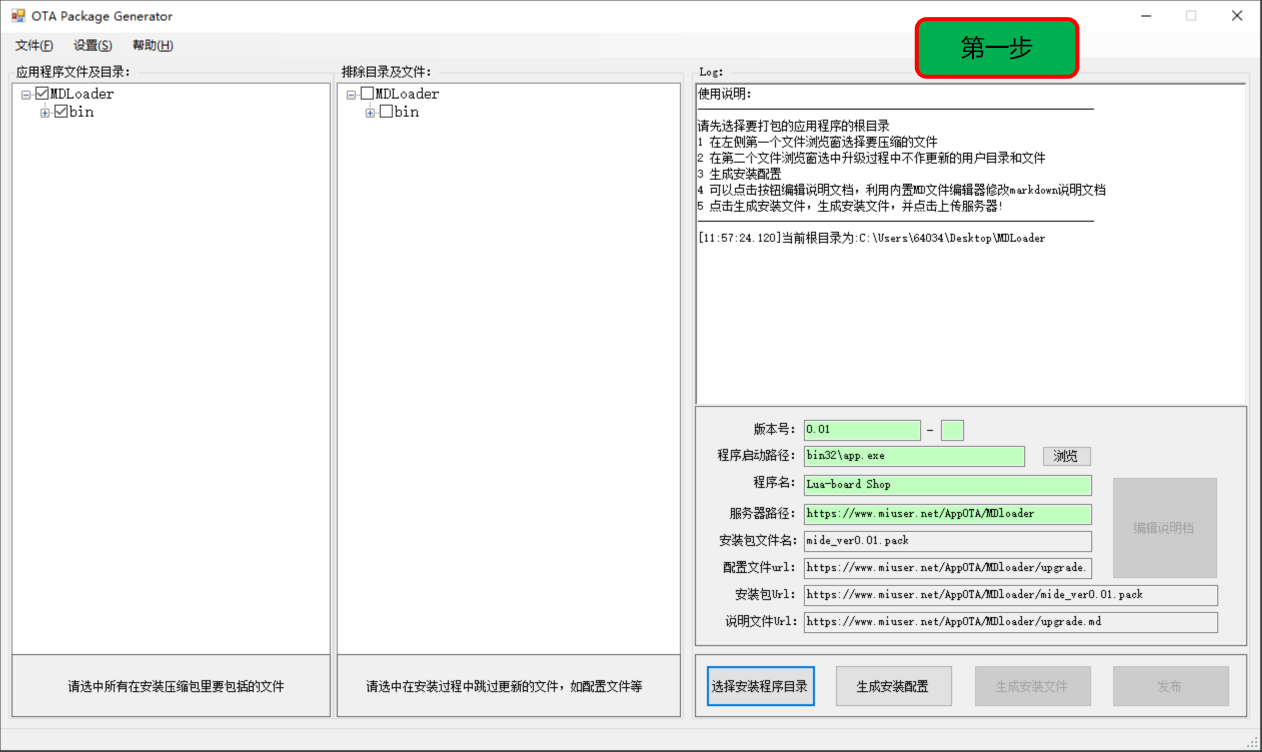 OTA Package Generator
文件(F) 设置(S) 帮助(H)
第一步
应用程序文件及目录:
MDLoader
bin
请选中所有在安装压缩包里要包括的文件
排除目录及文件:
MDLoader
bin
请选中在安装过程中跳过更新的文件，如配置文件等
Log:
使用说明:
请先选择要打包的应用程序的根目录
1 在左侧第一个文件浏览窗选择要压缩的文件
2 在第二个文件浏览窗选中升级过程中不作更新的用户目录和文件
3 生成安装配置
4 可以点击按钮编辑说明文档，利用内置MD文件编辑器修改markdown说明文档
5 点击生成安装文件，生成安装文件，并点击上传服务器!
[11:57:24.120]当前根目录为:C:\Users\64034\Desktop\MDLoader
版本号: 0.01 -
程序启动路径: bin32\app.exe 浏览
程序名: Lua-board Shop
服务器路径: https://www.miuser.net/AppOTA/MDloader
安装包文件名: mide_ver0.01.pack
编辑说明档
配置文件url: https://www.miuser.net/AppOTA/MDloader/upgrade.
安装包Url: https://www.miuser.net/AppOTA/MDloader/mide_ver0.01.pack
说明文件Url: https://www.miuser.net/AppOTA/MDloader/upgrade.md
选择安装程序目录 生成安装配置 生成安装文件 发布